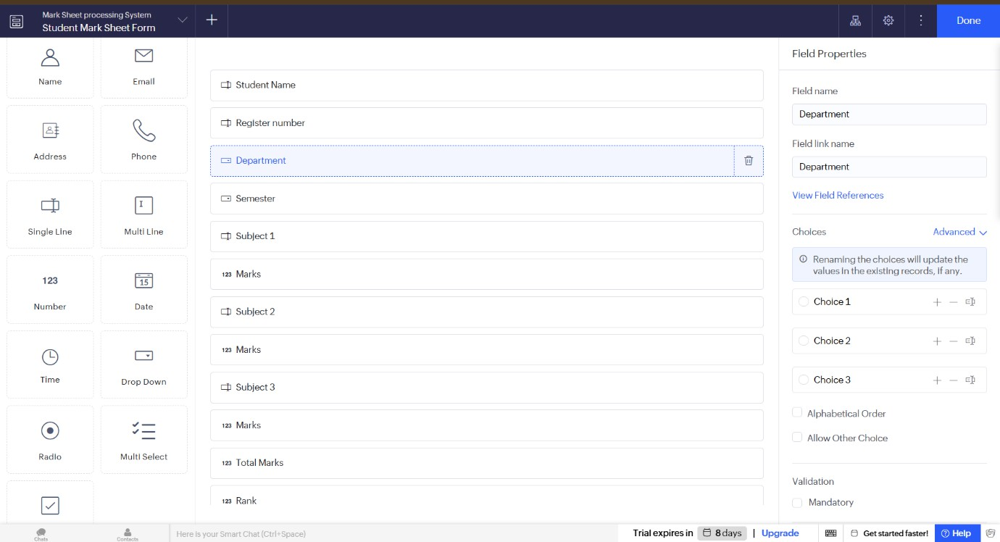 Mark Sheet processing System
Student Mark Sheet Form
Done
Name
Email
Address
Phone
Single Line
Multi Line
123
Number
15
Date
Time
Drop Down
Radio
Multi Select
Student Name
Register number
Department
Semester
Subject 1
123 Marks
Subject 2
123 Marks
Subject 3
123 Marks
123 Total Marks
123 Rank
Field Properties
Field name
Department
Field link name
Department
View Field References
Choices
Advanced
Renaming the choices will update the
values in the existing records, if any.
Choice 1
Choice 2
Choice 3
Alphabetical Order
Allow Other Choice
Validation
Mandatory
Chats
Contacts
Here is your Smart Chat (Ctrl+Space)
Trial expires in 8 days | Upgrade
Get started faster!
Help